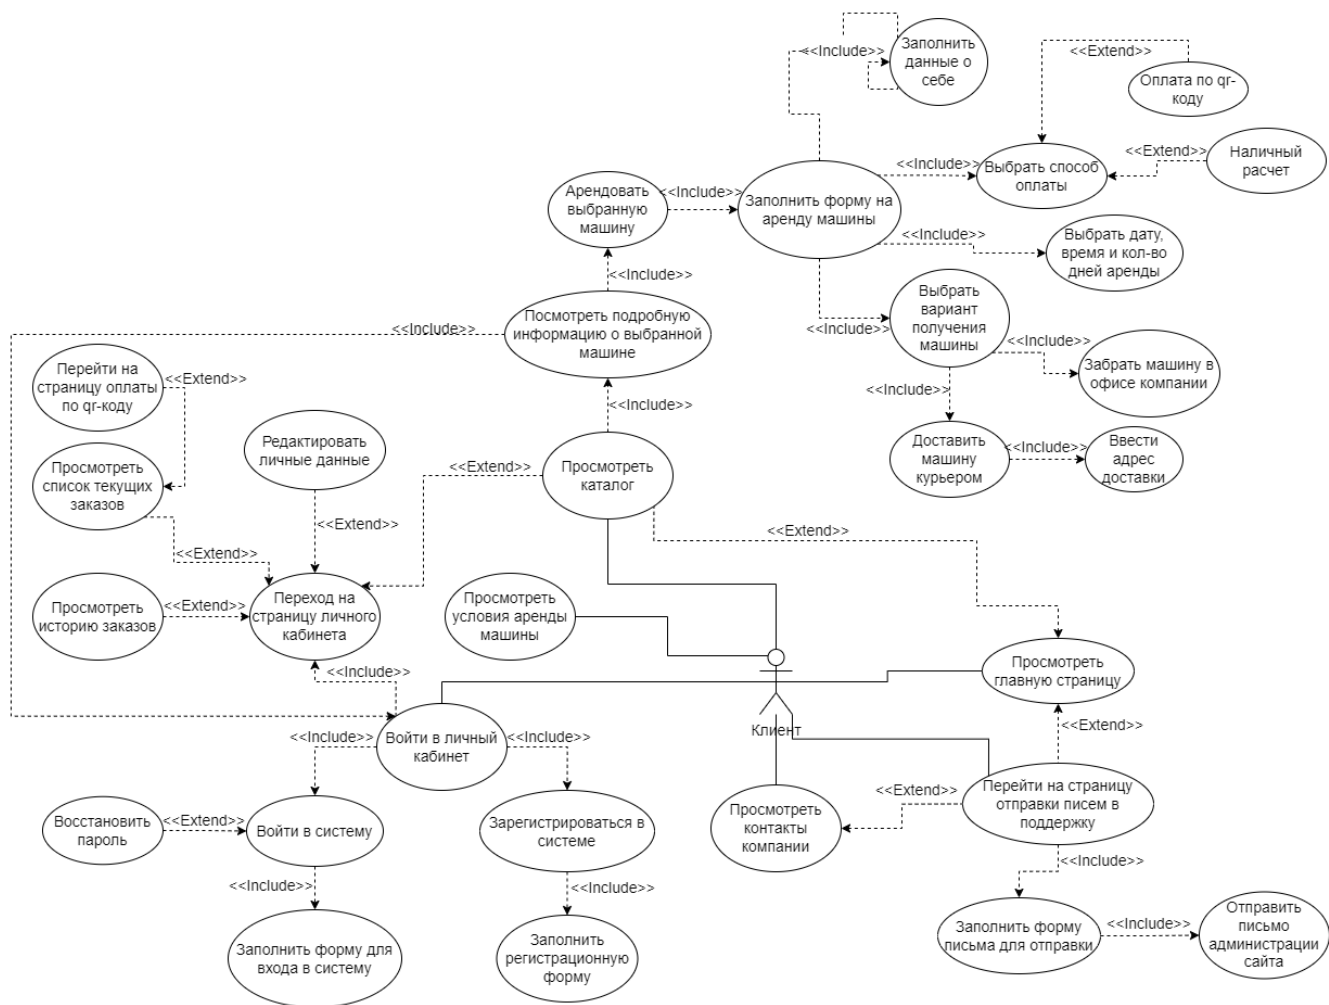 <<Include>>
Заполнить
данные о
себе
<<Extend>>
Оплата по qr-
коду
<<Include>>
Выбрать способ
оплаты
<<Extend>>
Наличный
расчет
Арендовать
выбранную
машину
<<Include>>
Заполнить форму на
аренду машины
<<Include>>
Выбрать дату,
время и кол-во
дней аренды
<<Include>>
Выбрать
вариант
получения
машины
<<Include>>
<<Include>>
Забрать машину в
офисе компании
<<Include>>
Посмотреть подробную
информацию о выбранной
машине
<<Include>>
Перейти на
страницу оплаты
по qr-коду
<<Extend>>
<<Include>>
<<Include>>
Доставить
машину
курьером
<<Include>>
Ввести
адрес
доставки
Редактировать
личные данные
Просмотреть
список текущих
заказов
<<Extend>>
Просмотреть
каталог
<<Extend>>
<<Extend>>
<<Extend>>
Просмотреть
историю заказов
<<Extend>>
Переход на
страницу личного
кабинета
Просмотреть
условия аренды
машины
<<Include>>
Просмотреть
главную страницу
Клиент
<<Extend>>
<<Include>>
Войти в личный
кабинет
<<Include>>
Восстановить
пароль
<<Extend>>
Войти в систему
Зарегистрироваться в
системе
Просмотреть
контакты
компании
<<Extend>>
Перейти на страницу
отправки писем в
поддержку
<<Include>>
<<Include>>
<<Include>>
Заполнить форму для
входа в систему
Заполнить
регистрационную
форму
Заполнить форму
письма для отправки
<<Include>>
Отправить
письмо
администрации
сайта